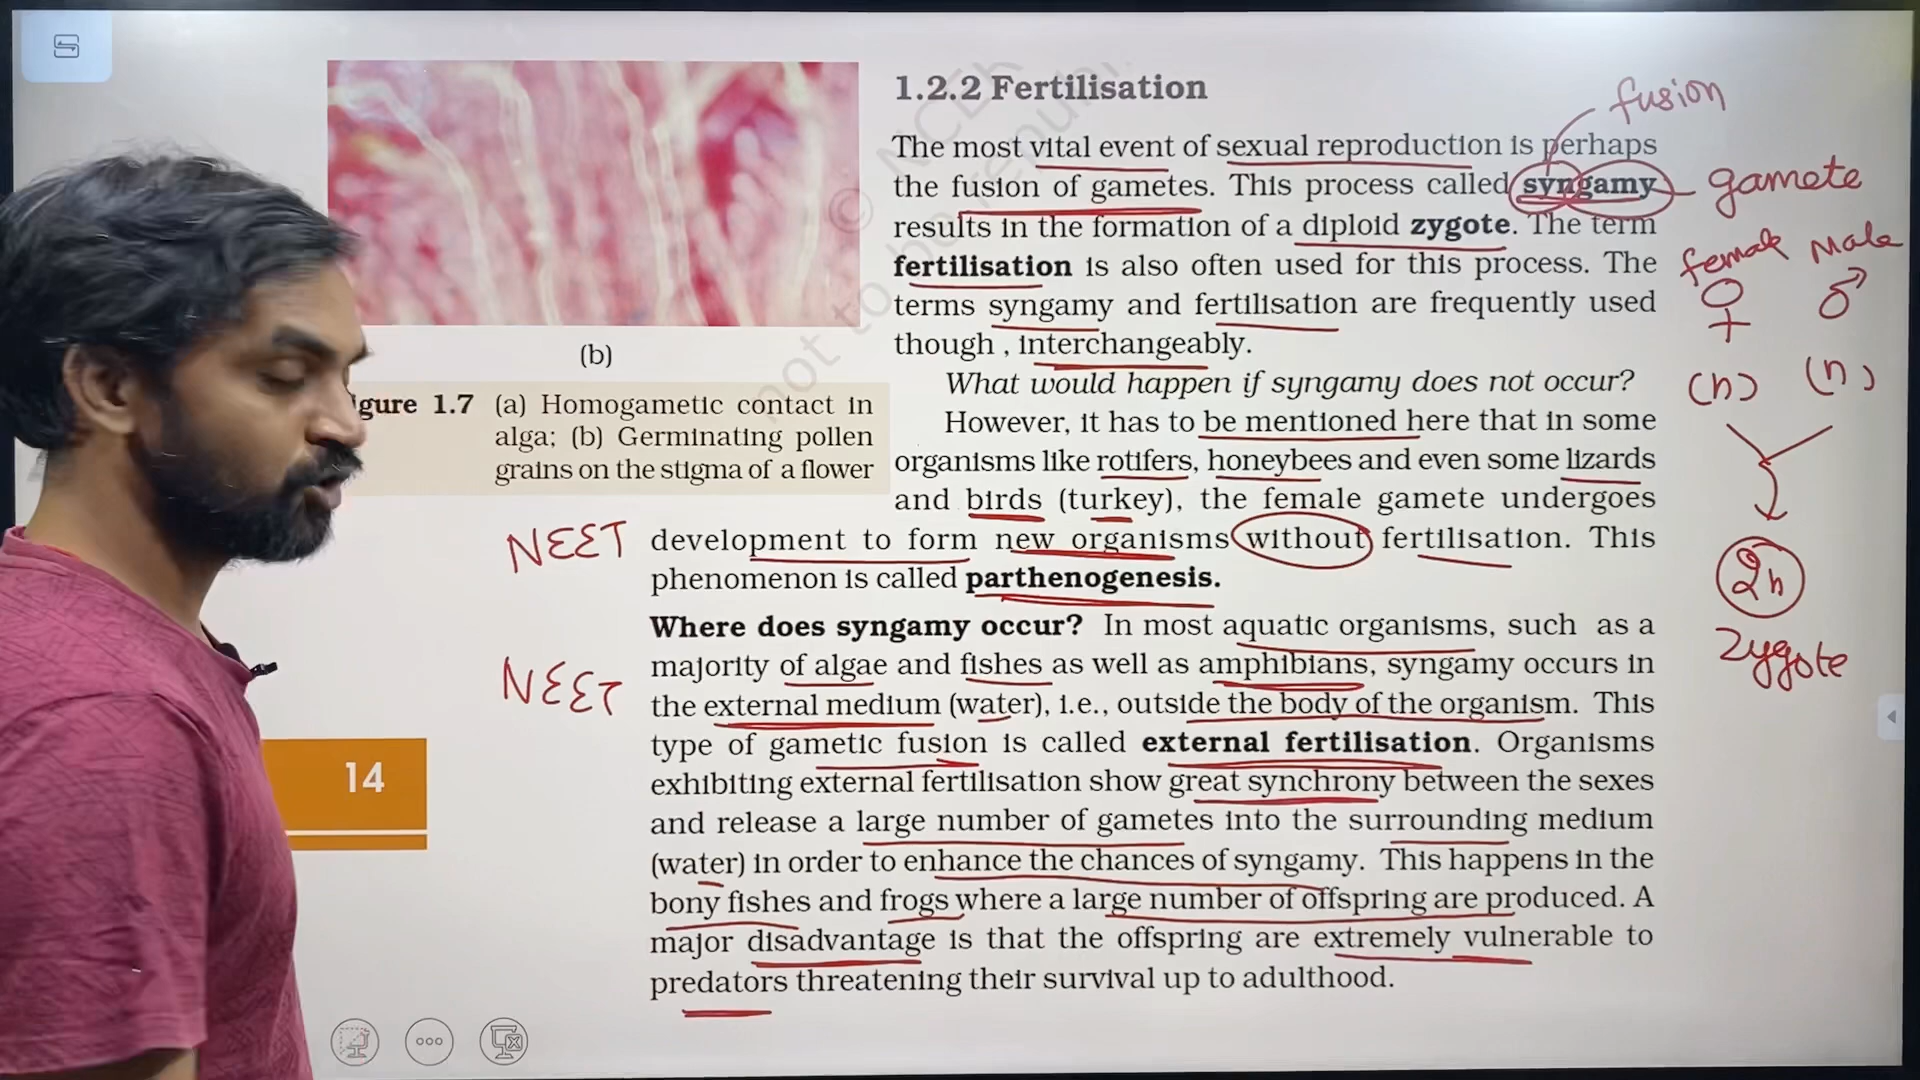 1.2.2 Fertilisation
fusion
The most vital event of sexual reproduction is perhaps
the fusion of gametes. This process called syngamy
gamete
results in the formation of a diploid zygote. The term
fertilisation is also often used for this process. The
female Male
♀ ♂
terms syngamy and fertilisation are frequently used
though , interchangeably.
(b)
What would happen if syngamy does not occur?
(n) (n)
gure 1.7 (a) Homogametic contact in
alga; (b) Germinating pollen
grains on the stigma of a flower
However, it has to be mentioned here that in some
organisms like rotifers, honeybees and even some lizards
and birds (turkey), the female gamete undergoes
NEET
development to form new organisms without fertilisation. This
phenomenon is called parthenogenesis.
2n
zygote
Where does syngamy occur? In most aquatic organisms, such as a
majority of algae and fishes as well as amphibians, syngamy occurs in
NEET
the external medium (water), i.e., outside the body of the organism. This
type of gametic fusion is called external fertilisation. Organisms
exhibiting external fertilisation show great synchrony between the sexes
and release a large number of gametes into the surrounding medium
(water) in order to enhance the chances of syngamy. This happens in the
bony fishes and frogs where a large number of offspring are produced. A
major disadvantage is that the offspring are extremely vulnerable to
predators threatening their survival up to adulthood.
14